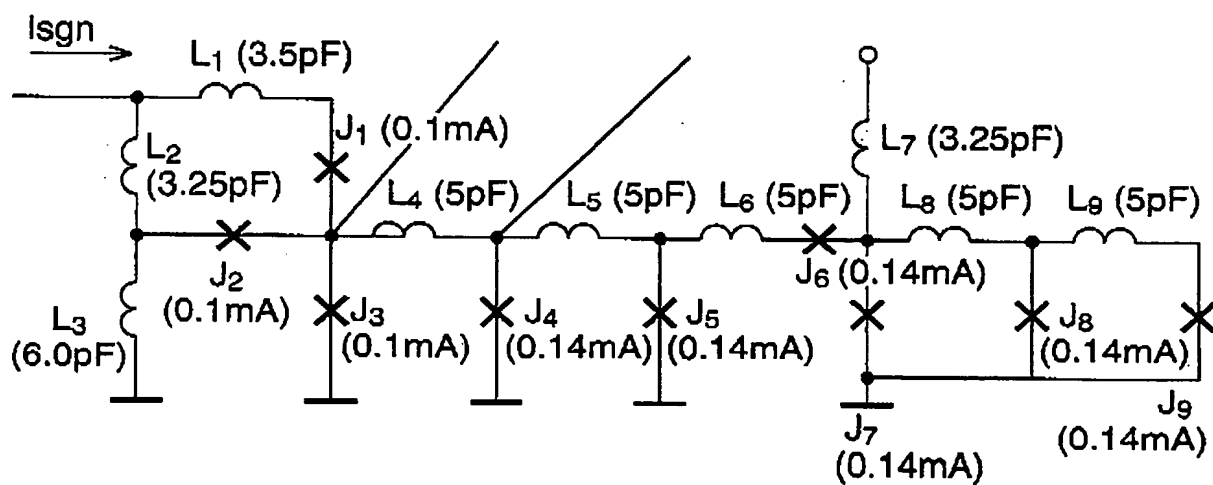 Isgn
L1 (3.5pF)
J1 (0.1mA)
L2
(3.25pF)
L7 (3.25pF)
L4 (5pF)
L5 (5pF)
L6 (5pF)
L8 (5pF)
L9 (5pF)
J2
(0.1mA)
J6 (0.14mA)
L3
(6.0pF)
J3
(0.1mA)
J4
(0.14mA)
J5
(0.14mA)
J8
(0.14mA)
J7
(0.14mA)
J9
(0.14mA)